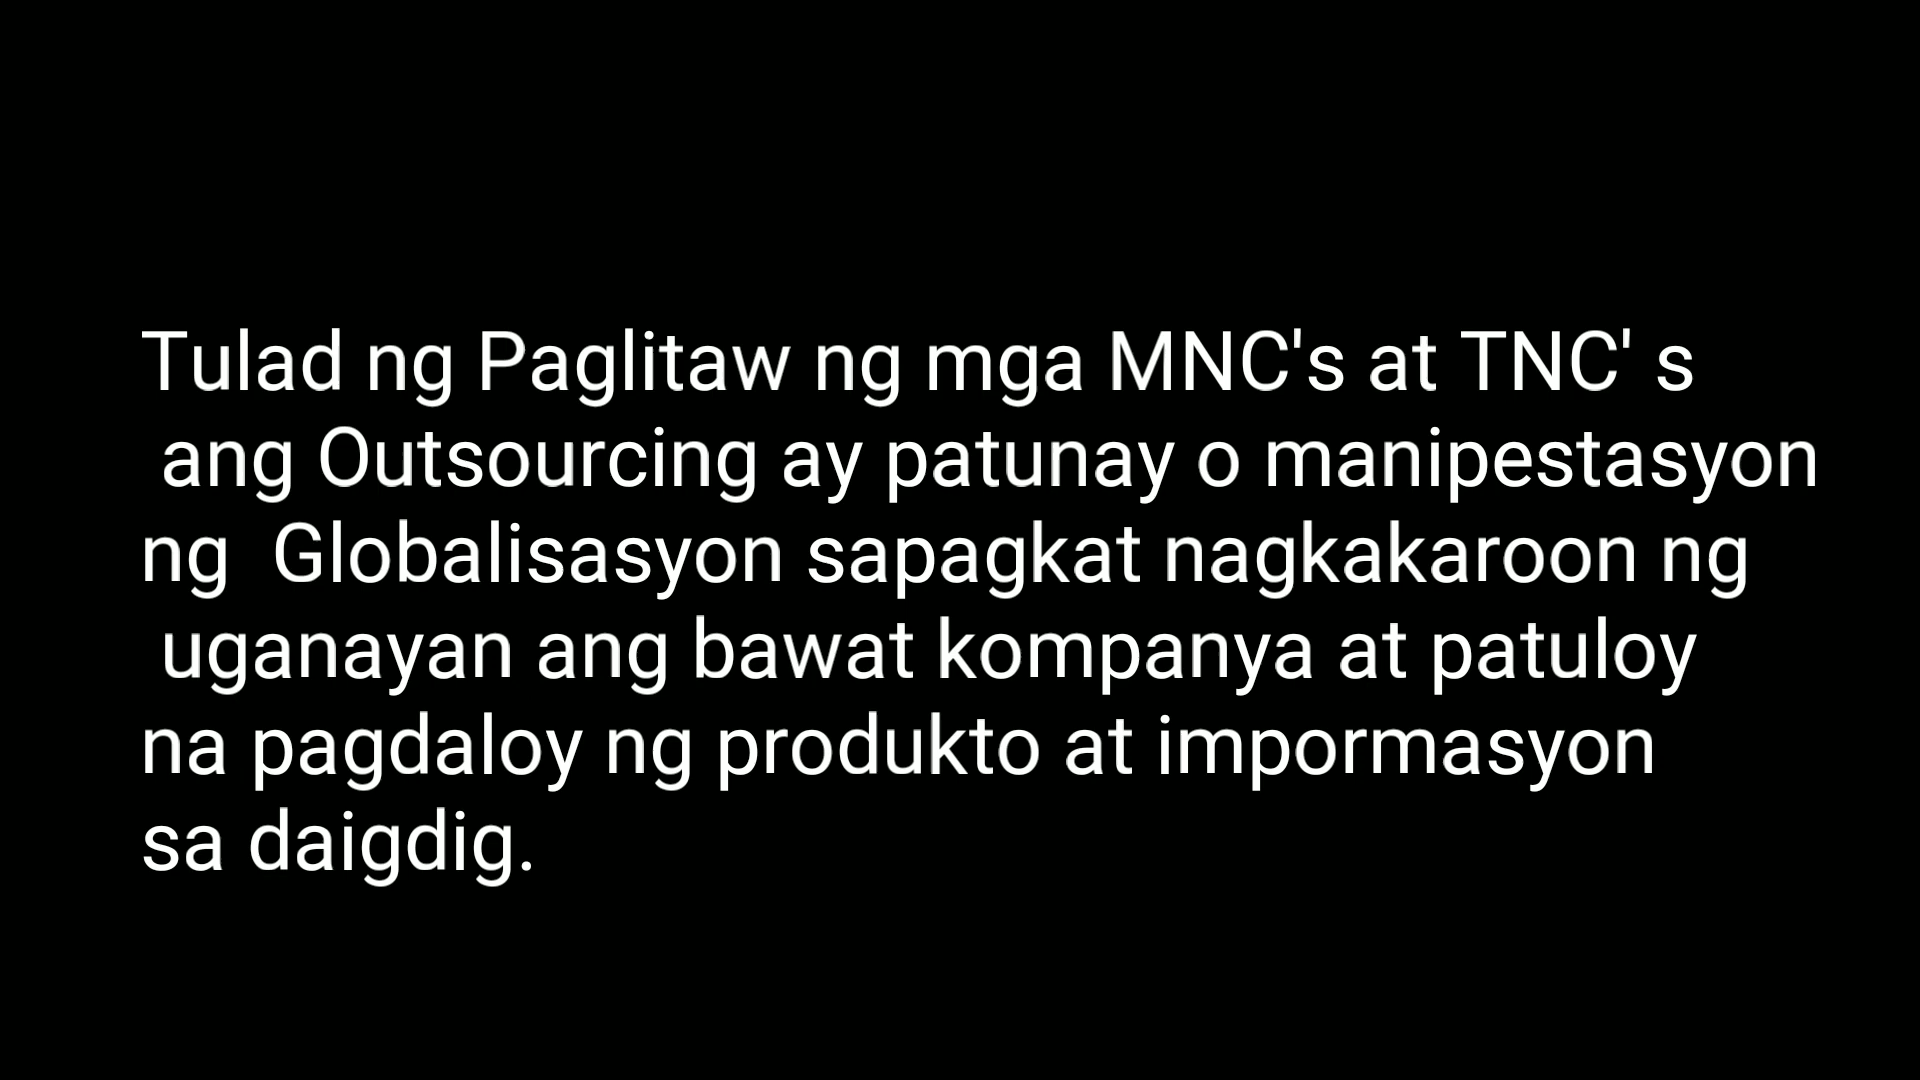 Tulad ng Paglitaw ng mga MNC's at TNC' s
ang Outsourcing ay patunay o manipestasyon
ng  Globalisasyon sapagkat nagkakaroon ng
uganayan ang bawat kompanya at patuloy
na pagdaloy ng produkto at impormasyon
sa daigdig.